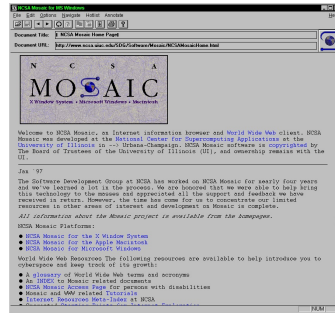 NCSA Mosaic for MS Windows
File Edit Options Navigate Hotlist Annotate
Document Title: NCSA Mosaic Home Page
Document URL: http://www.ncsa.uiuc.edu/SDG/Software/Mosaic/NCSAMosaicHome.html
N C S A
MOSAIC
X Window System • Microsoft Windows • Macintosh
Welcome to NCSA Mosaic, an Internet information browser and World Wide Web client. NCSA
Mosaic was developed at the National Center for Supercomputing Applications at the
University of Illinois in --> Urbana-Champaign. NCSA Mosaic software is copyrighted by
The Board of Trustees of the University of Illinois (UI), and ownership remains with the
UI.
Jan '97
The Software Development Group at NCSA has worked on NCSA Mosaic for nearly four years
and we've learned a lot in the process. We are honored that we were able to help bring
this technology to the masses and appreciated all the support and feedback we have
received in return. However, the time has come for us to concentrate our limited
resources in other areas of interest and development on Mosaic is complete.
All information about the Mosaic project is available from the homepages.
NCSA Mosaic Platforms:
• NCSA Mosaic for the X Window System
• NCSA Mosaic for the Apple Macintosh
• NCSA Mosaic for Microsoft Windows
World Wide Web Resources The following resources are available to help introduce you to
cyberspace and keep track of its growth:
• A glossary of World Wide Web terms and acronyms
• An INDEX to Mosaic related documents
• NCSA Mosaic Access Page for persons with disabilities
• Mosaic and WWW related Tutorials
• Internet Resources Meta-Index at NCSA
NUM